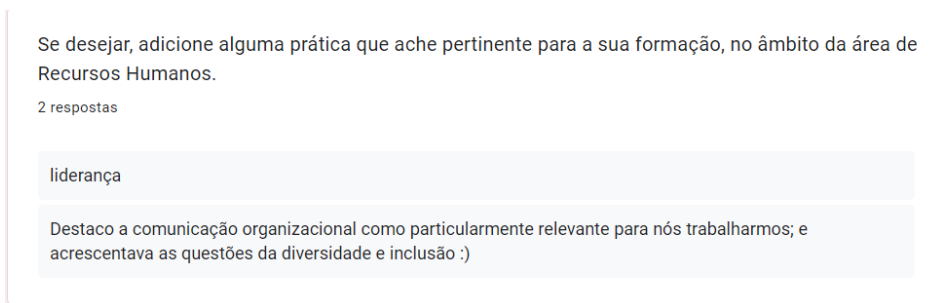 Se desejar, adicione alguma prática que ache pertinente para a sua formação, no âmbito da área de
Recursos Humanos.
2 respostas
liderança
Destaco a comunicação organizacional como particularmente relevante para nós trabalharmos; e
acrescentava as questões da diversidade e inclusão :)